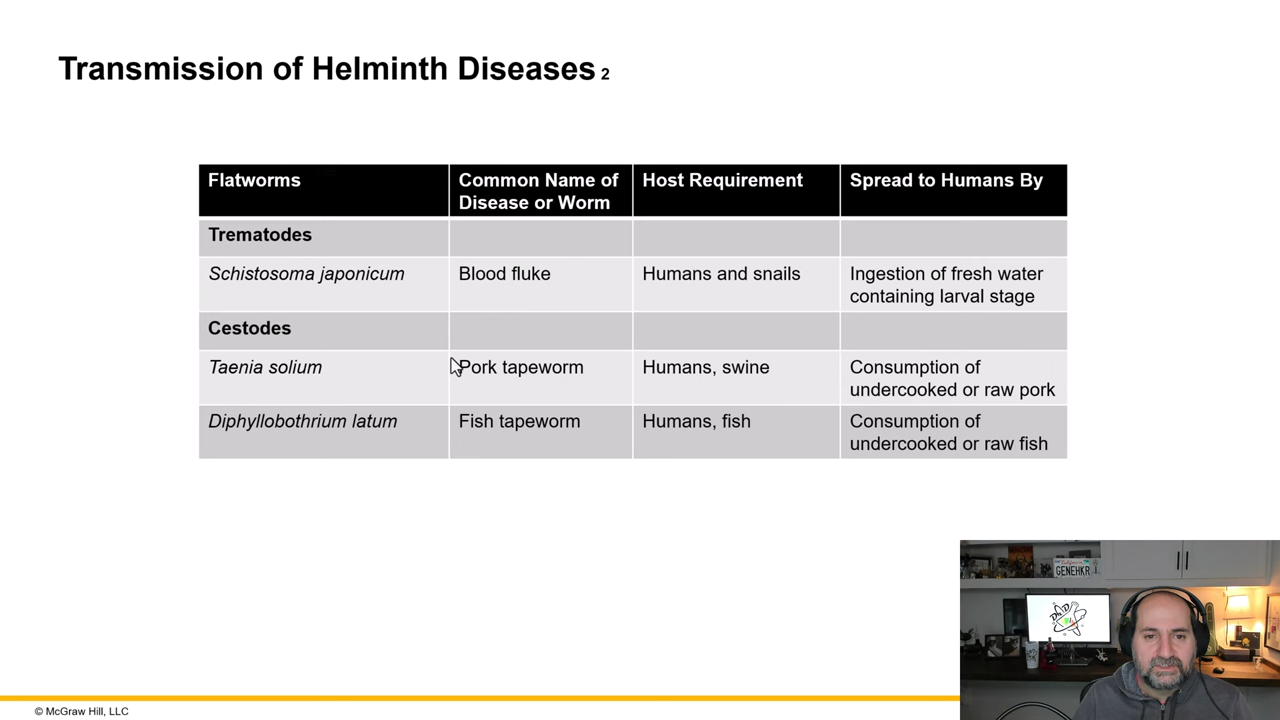 Transmission of Helminth Diseases 2
Flatworms
Common Name of
Disease or Worm
Host Requirement
Spread to Humans By
Trematodes
Schistosoma japonicum
Blood fluke
Humans and snails
Ingestion of fresh water
containing larval stage
Cestodes
Taenia solium
Pork tapeworm
Humans, swine
Consumption of
undercooked or raw pork
Diphyllobothrium latum
Fish tapeworm
Humans, fish
Consumption of
undercooked or raw fish
GENEHKR
© McGraw Hill, LLC